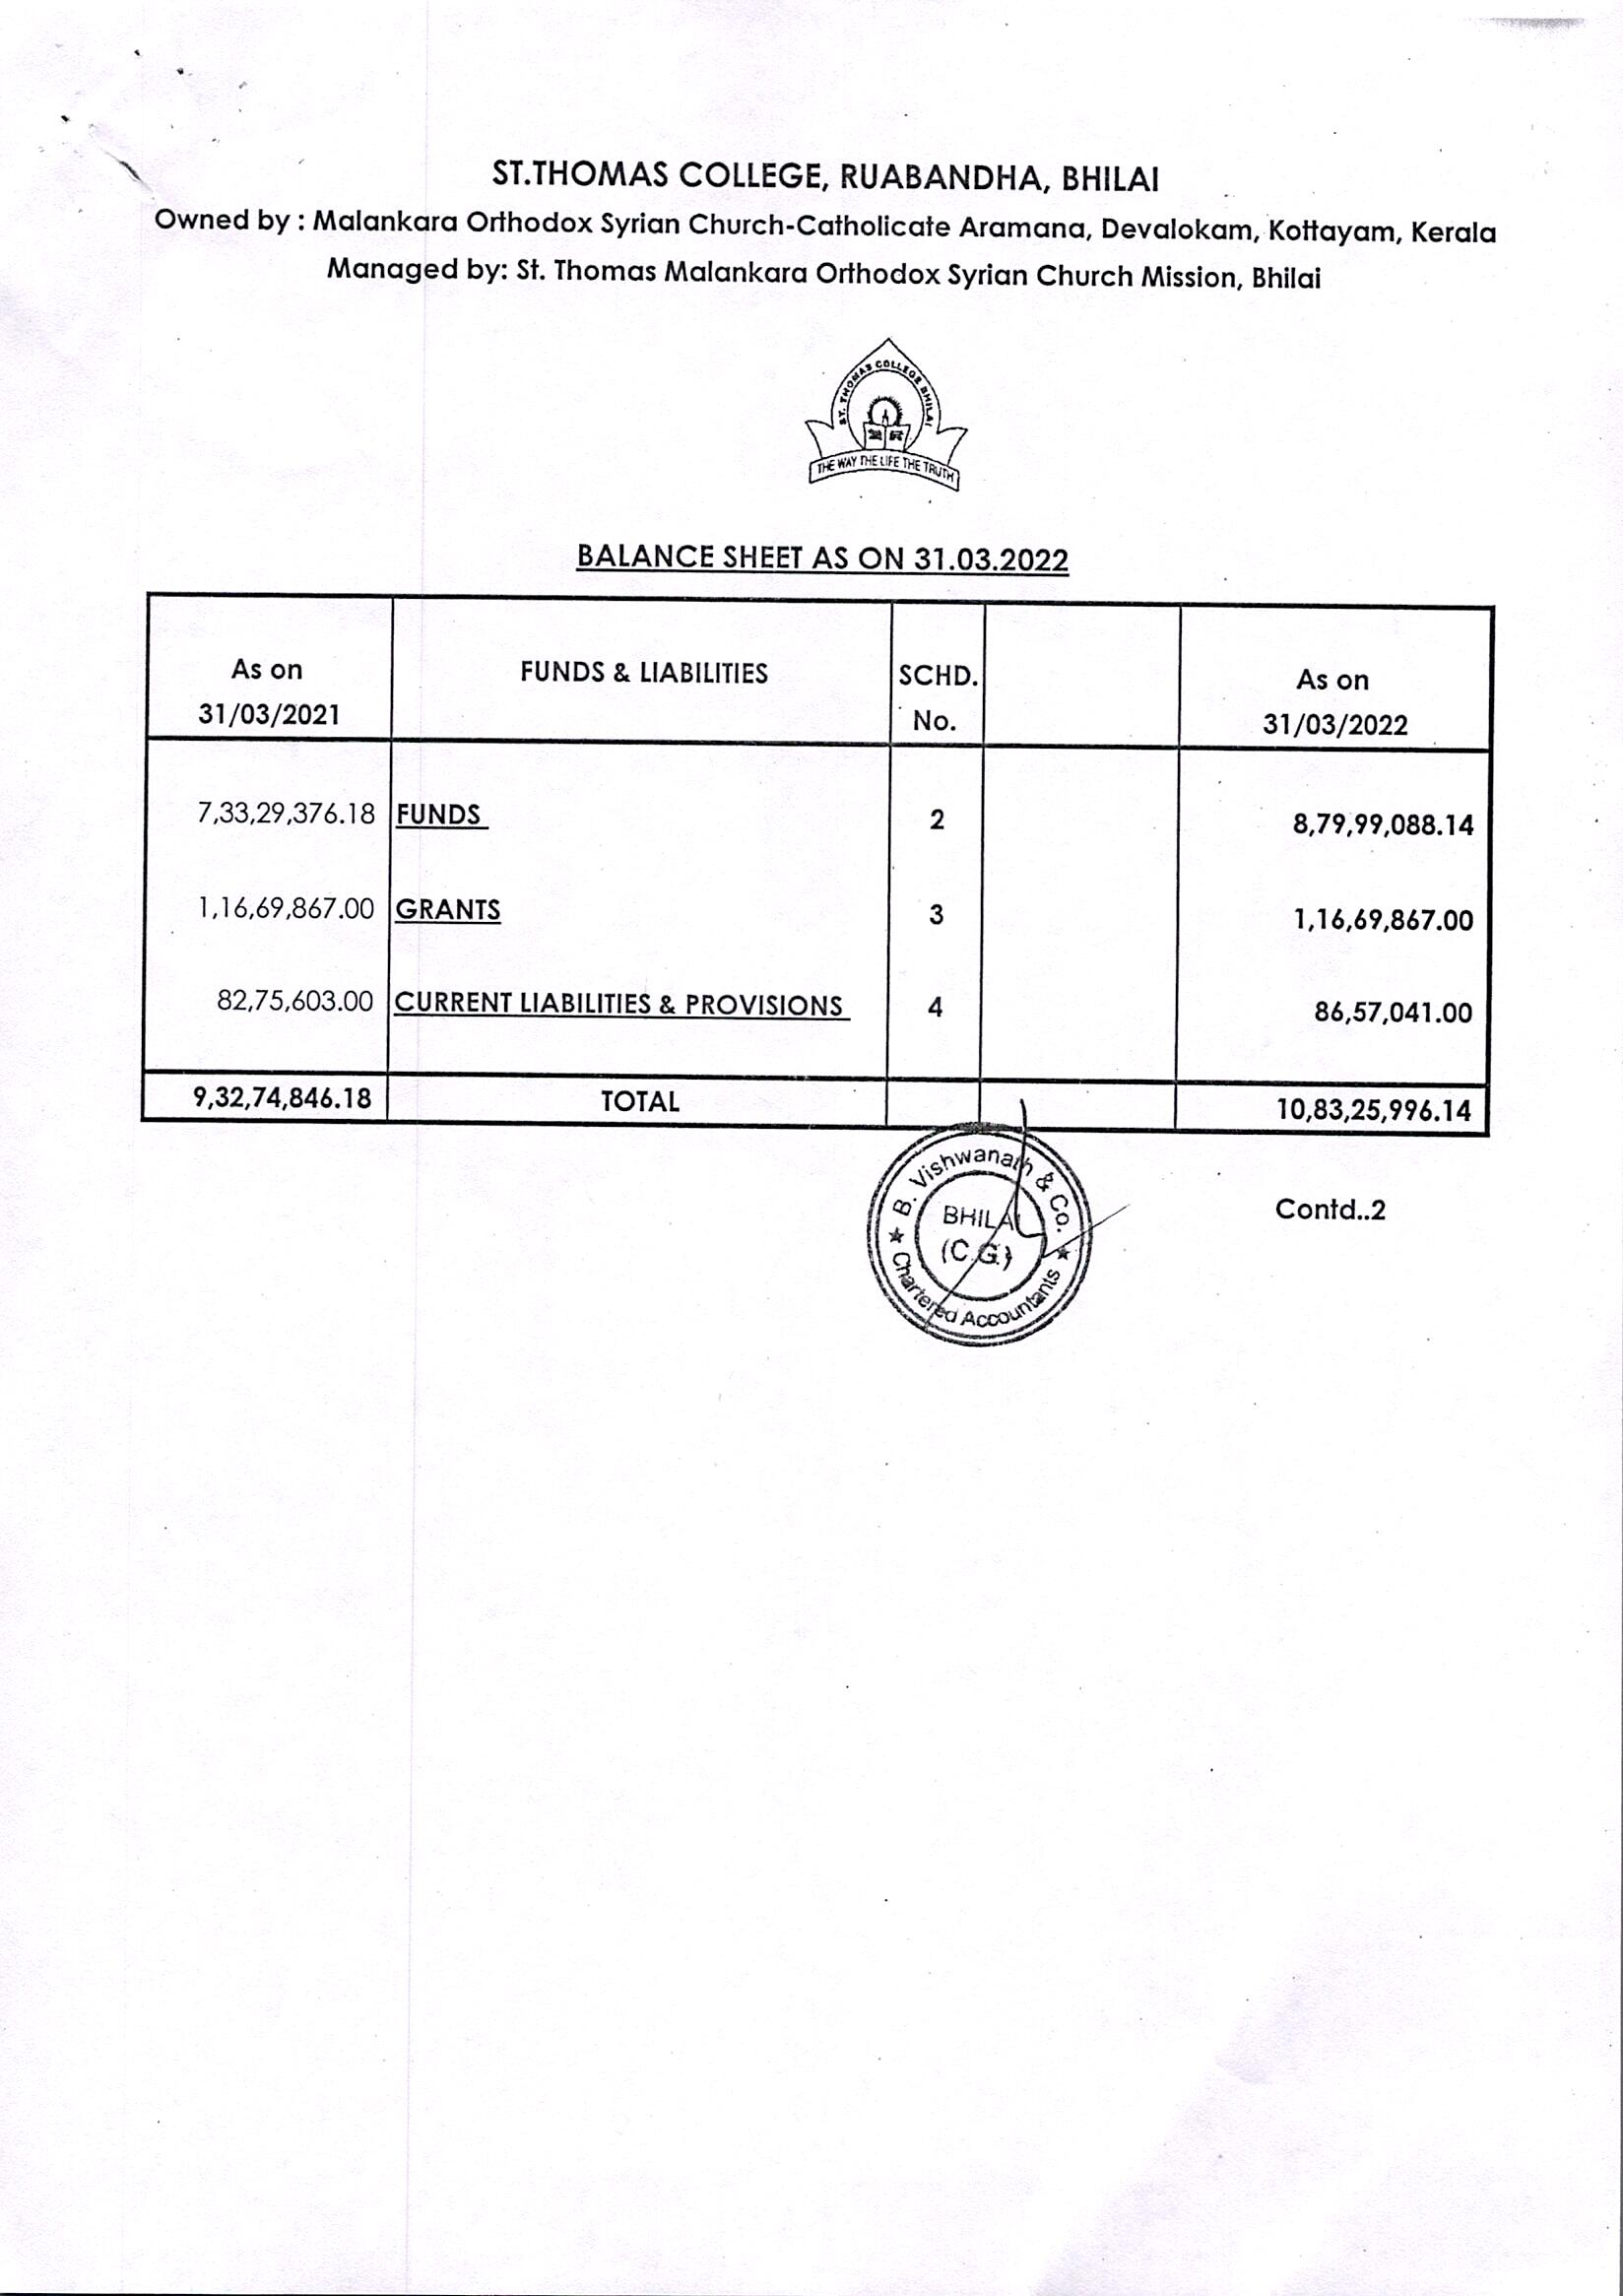 ST.THOMAS COLLEGE, RUABANDHA, BHILAI
Owned by : Malankara Orthodox Syrian Church-Catholicate Aramana, Devalokam, Kottayam, Kerala
Managed by: St. Thomas Malankara Orthodox Syrian Church Mission, Bhilai
ST. THOMAS COLLEGE BHILAI
THE WAY THE LIFE THE TRUTH
BALANCE SHEET AS ON 31.03.2022
As on 31/03/2021 FUNDS & LIABILITIES SCHD. No. As on 31/03/2022
7,33,29,376.18 FUNDS 2 8,79,99,088.14
1,16,69,867.00 GRANTS 3 1,16,69,867.00
82,75,603.00 CURRENT LIABILITIES & PROVISIONS 4 86,57,041.00
9,32,74,846.18 TOTAL 10,83,25,996.14
B. Vishwanath & Co.
BHILAI
(C.G.)
Chartered Accountants
Contd..2